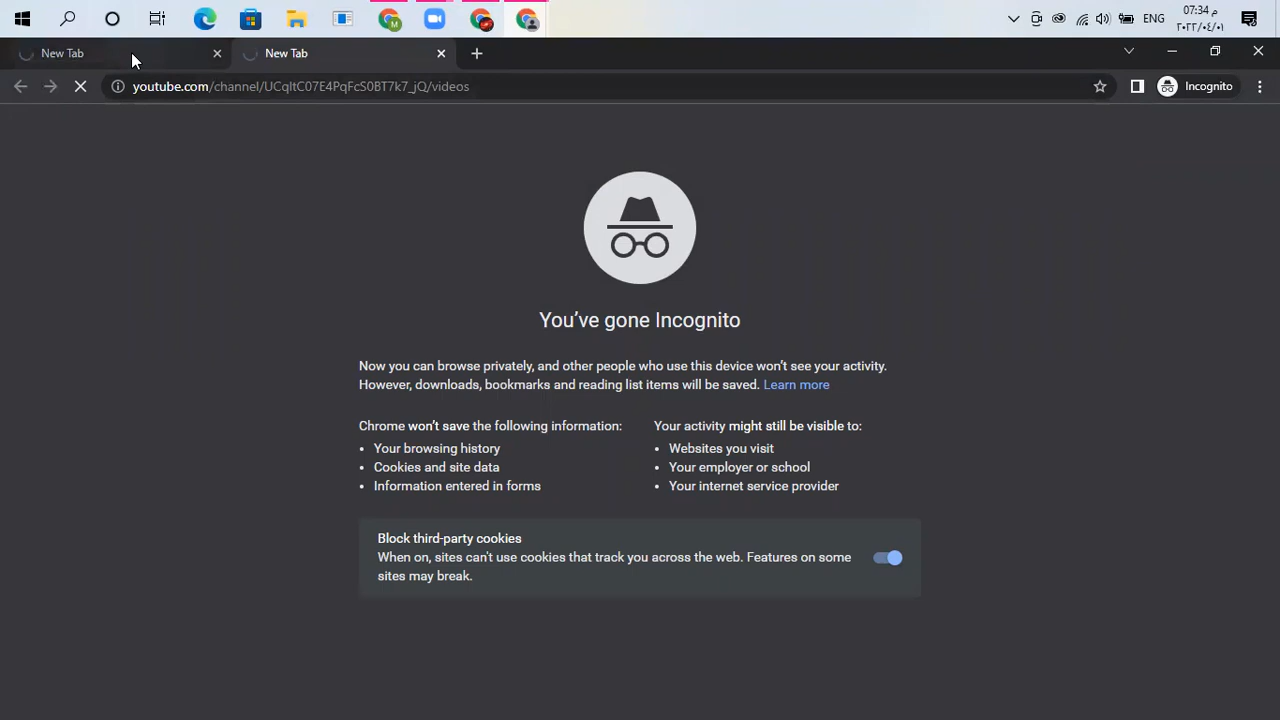 ENG
م 07:34
٢٠٢٢/٠٤/٠١
New Tab
New Tab
youtube.com/channel/UCqItC07E4PqFcS0BT7k7_jQ/videos
Incognito
You've gone Incognito
Now you can browse privately, and other people who use this device won't see your activity.
However, downloads, bookmarks and reading list items will be saved. Learn more
Chrome won't save the following information:
Your browsing history
Cookies and site data
Information entered in forms
Your activity might still be visible to:
Websites you visit
Your employer or school
Your internet service provider
Block third-party cookies
When on, sites can't use cookies that track you across the web. Features on some
sites may break.